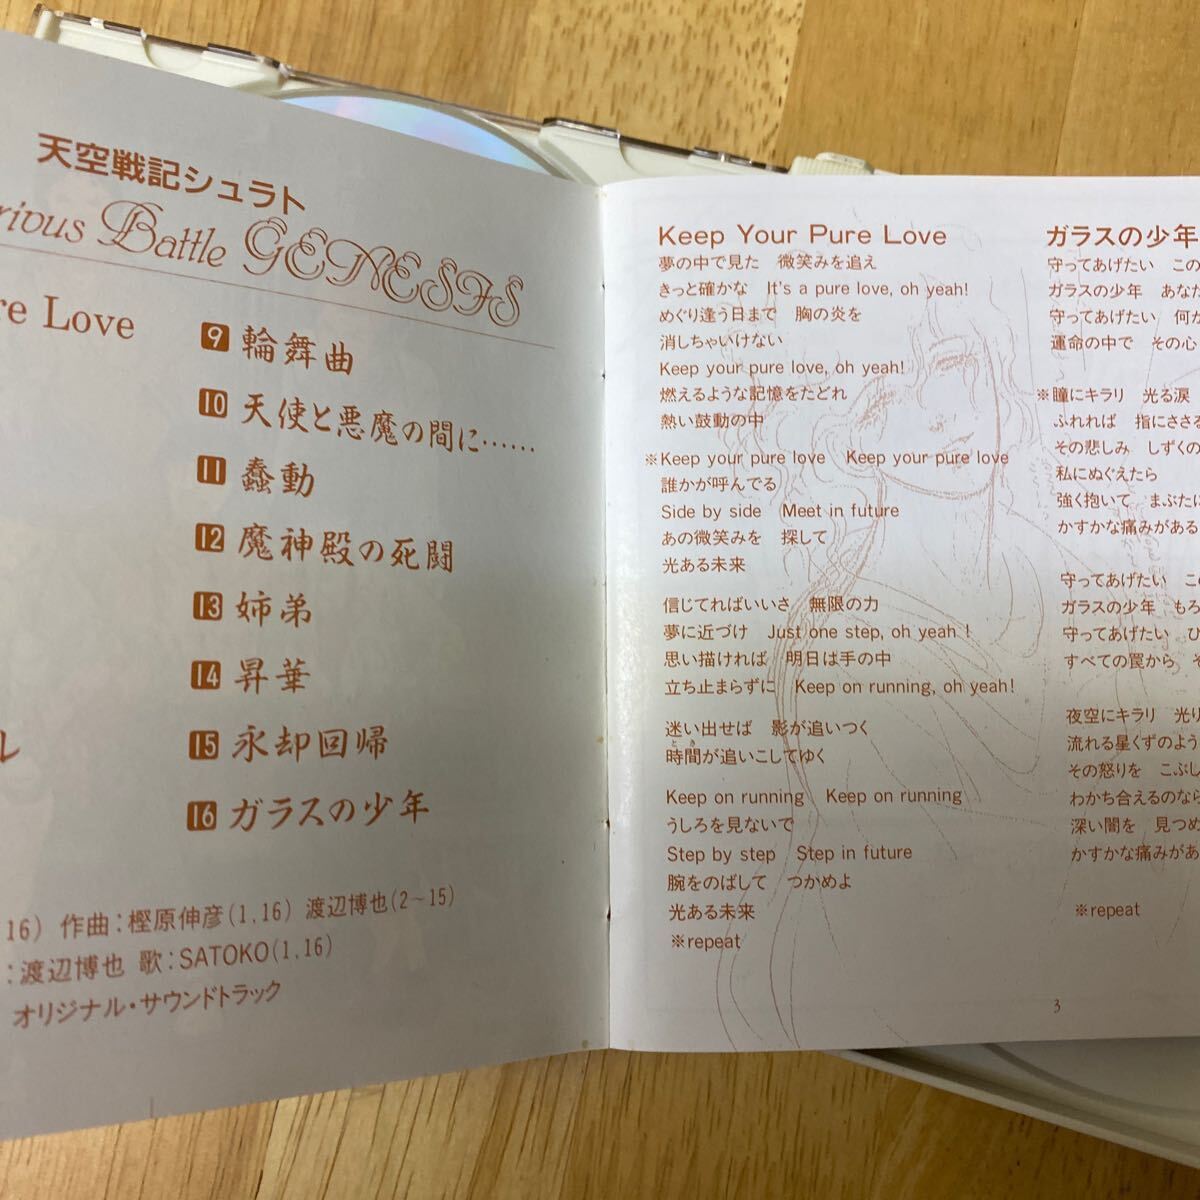 天空戦記シュラト
rious Battle GENESIS
re Love
9 輪舞曲
10 天使と悪魔の間に……
11 蠢動
12 魔神殿の死闘
13 姉弟
14 昇華
15 永却回帰
16 ガラスの少年
ル
16) 作曲:樫原伸彦(1,16) 渡辺博也(2～15)
:渡辺博也 歌:SATOKO(1,16)
オリジナル・サウンドトラック
Keep Your Pure Love
夢の中で見た 微笑みを追え
きっと確かな It's a pure love, oh yeah!
めぐり逢う日まで 胸の炎を
消しちゃいけない
Keep your pure love, oh yeah!
燃えるような記憶をたどれ
熱い鼓動の中
※Keep your pure love Keep your pure love
誰かが呼んでる
Side by side Meet in future
あの微笑みを 探して
光ある未来
信じてればいいさ 無限の力
夢に近づけ Just one step, oh yeah!
思い描ければ 明日は手の中
立ち止まらずに Keep on running, oh yeah!
迷い出せば 影が追いつく
とき
時間が追いこしてゆく
Keep on running Keep on running
うしろを見ないで
Step by step Step in future
腕をのばして つかめよ
光ある未来
※repeat
ガラスの少年
守ってあげたい この
ガラスの少年 あなた
守ってあげたい 何か
運命の中で その心
※瞳にキラリ 光る涙
ふれれば 指にささる
その悲しみ しずくの
私にぬぐえたら
強く抱いて まぶたに
かすかな痛みがある
守ってあげたい こ
ガラスの少年 もろ
守ってあげたい ひ
すべての罠から そ
夜空にキラリ 光り
流れる星くずのよう
その怒りを こぶし
わかち合えるのなら
深い闇を 見つめ
かすかな痛みがあ
※repeat
3